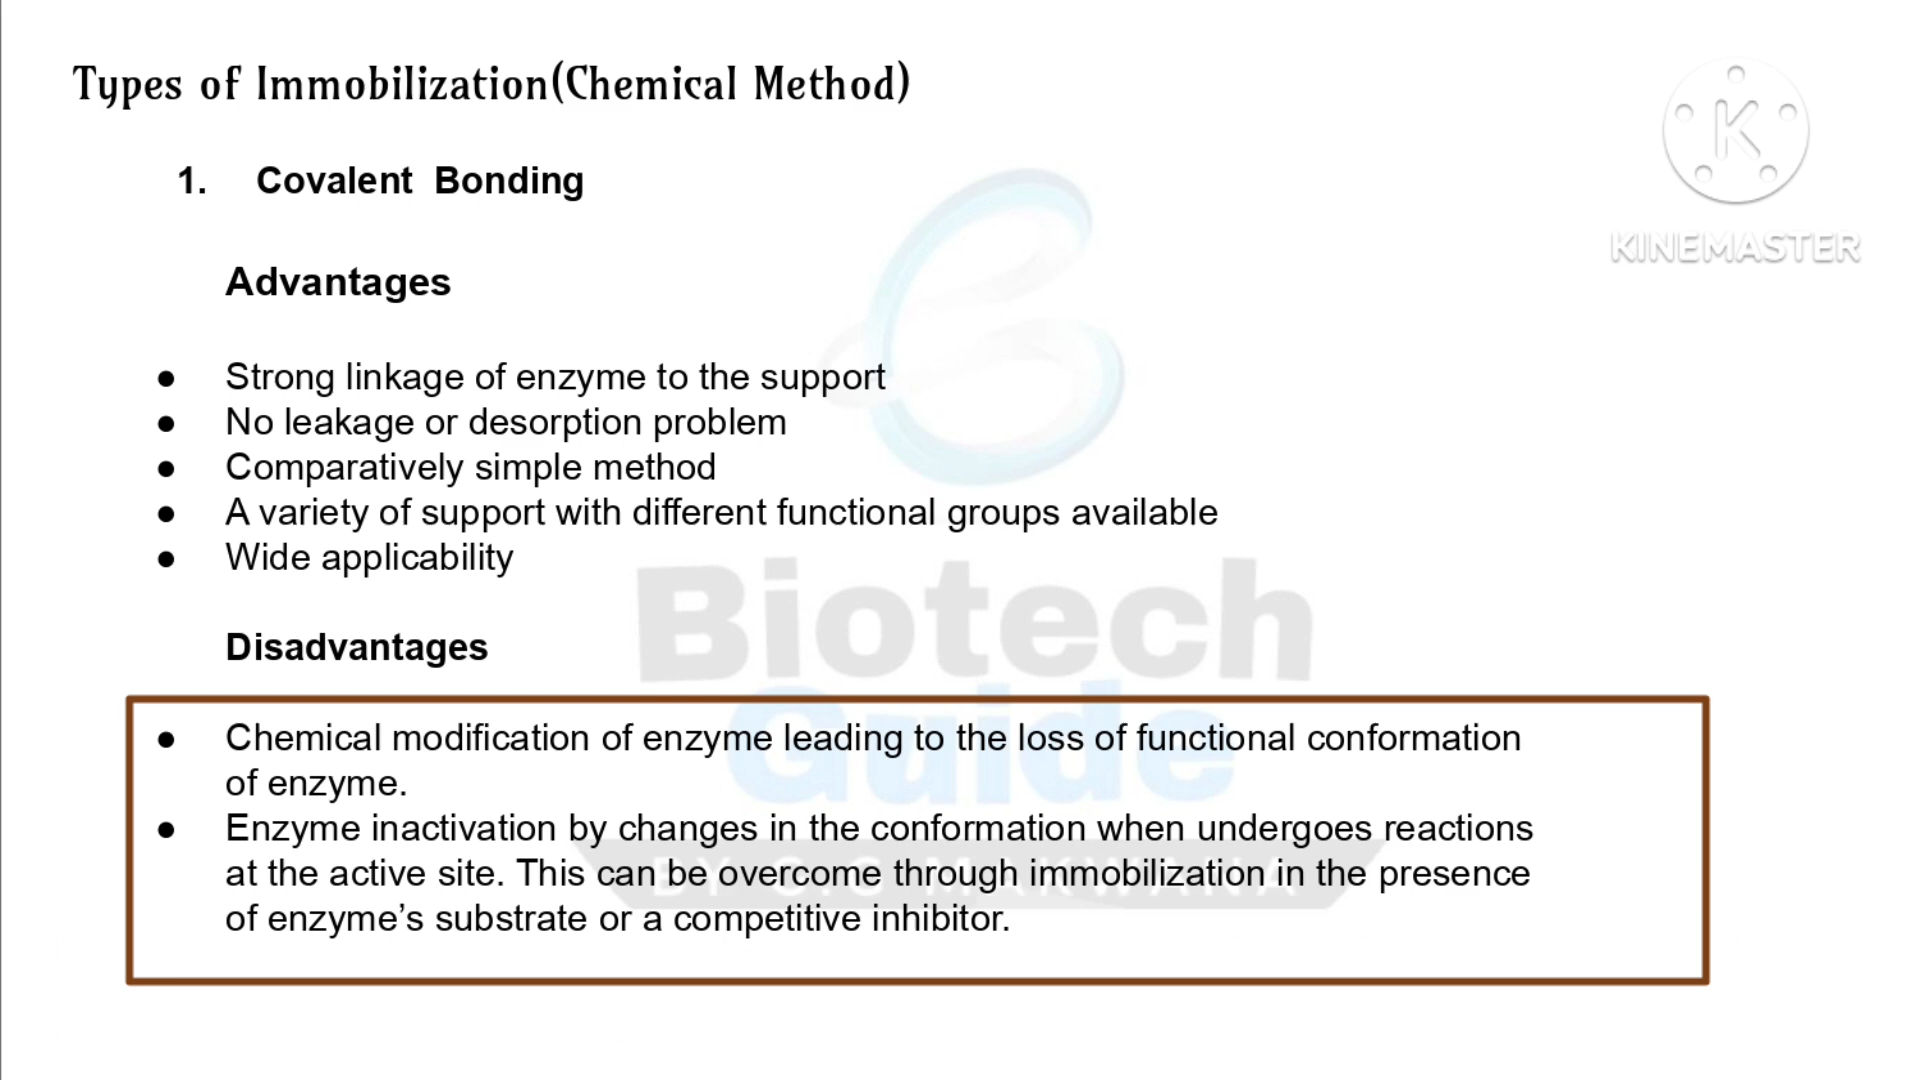 Types of Immobilization(Chemical Method)
K
KINEMASTER
1. Covalent Bonding
Advantages
● Strong linkage of enzyme to the support
● No leakage or desorption problem
● Comparatively simple method
● A variety of support with different functional groups available
● Wide applicability
Biotech
Guide
BY G.G MAKWANA
Disadvantages
● Chemical modification of enzyme leading to the loss of functional conformation
of enzyme.
● Enzyme inactivation by changes in the conformation when undergoes reactions
at the active site. This can be overcome through immobilization in the presence
of enzyme’s substrate or a competitive inhibitor.